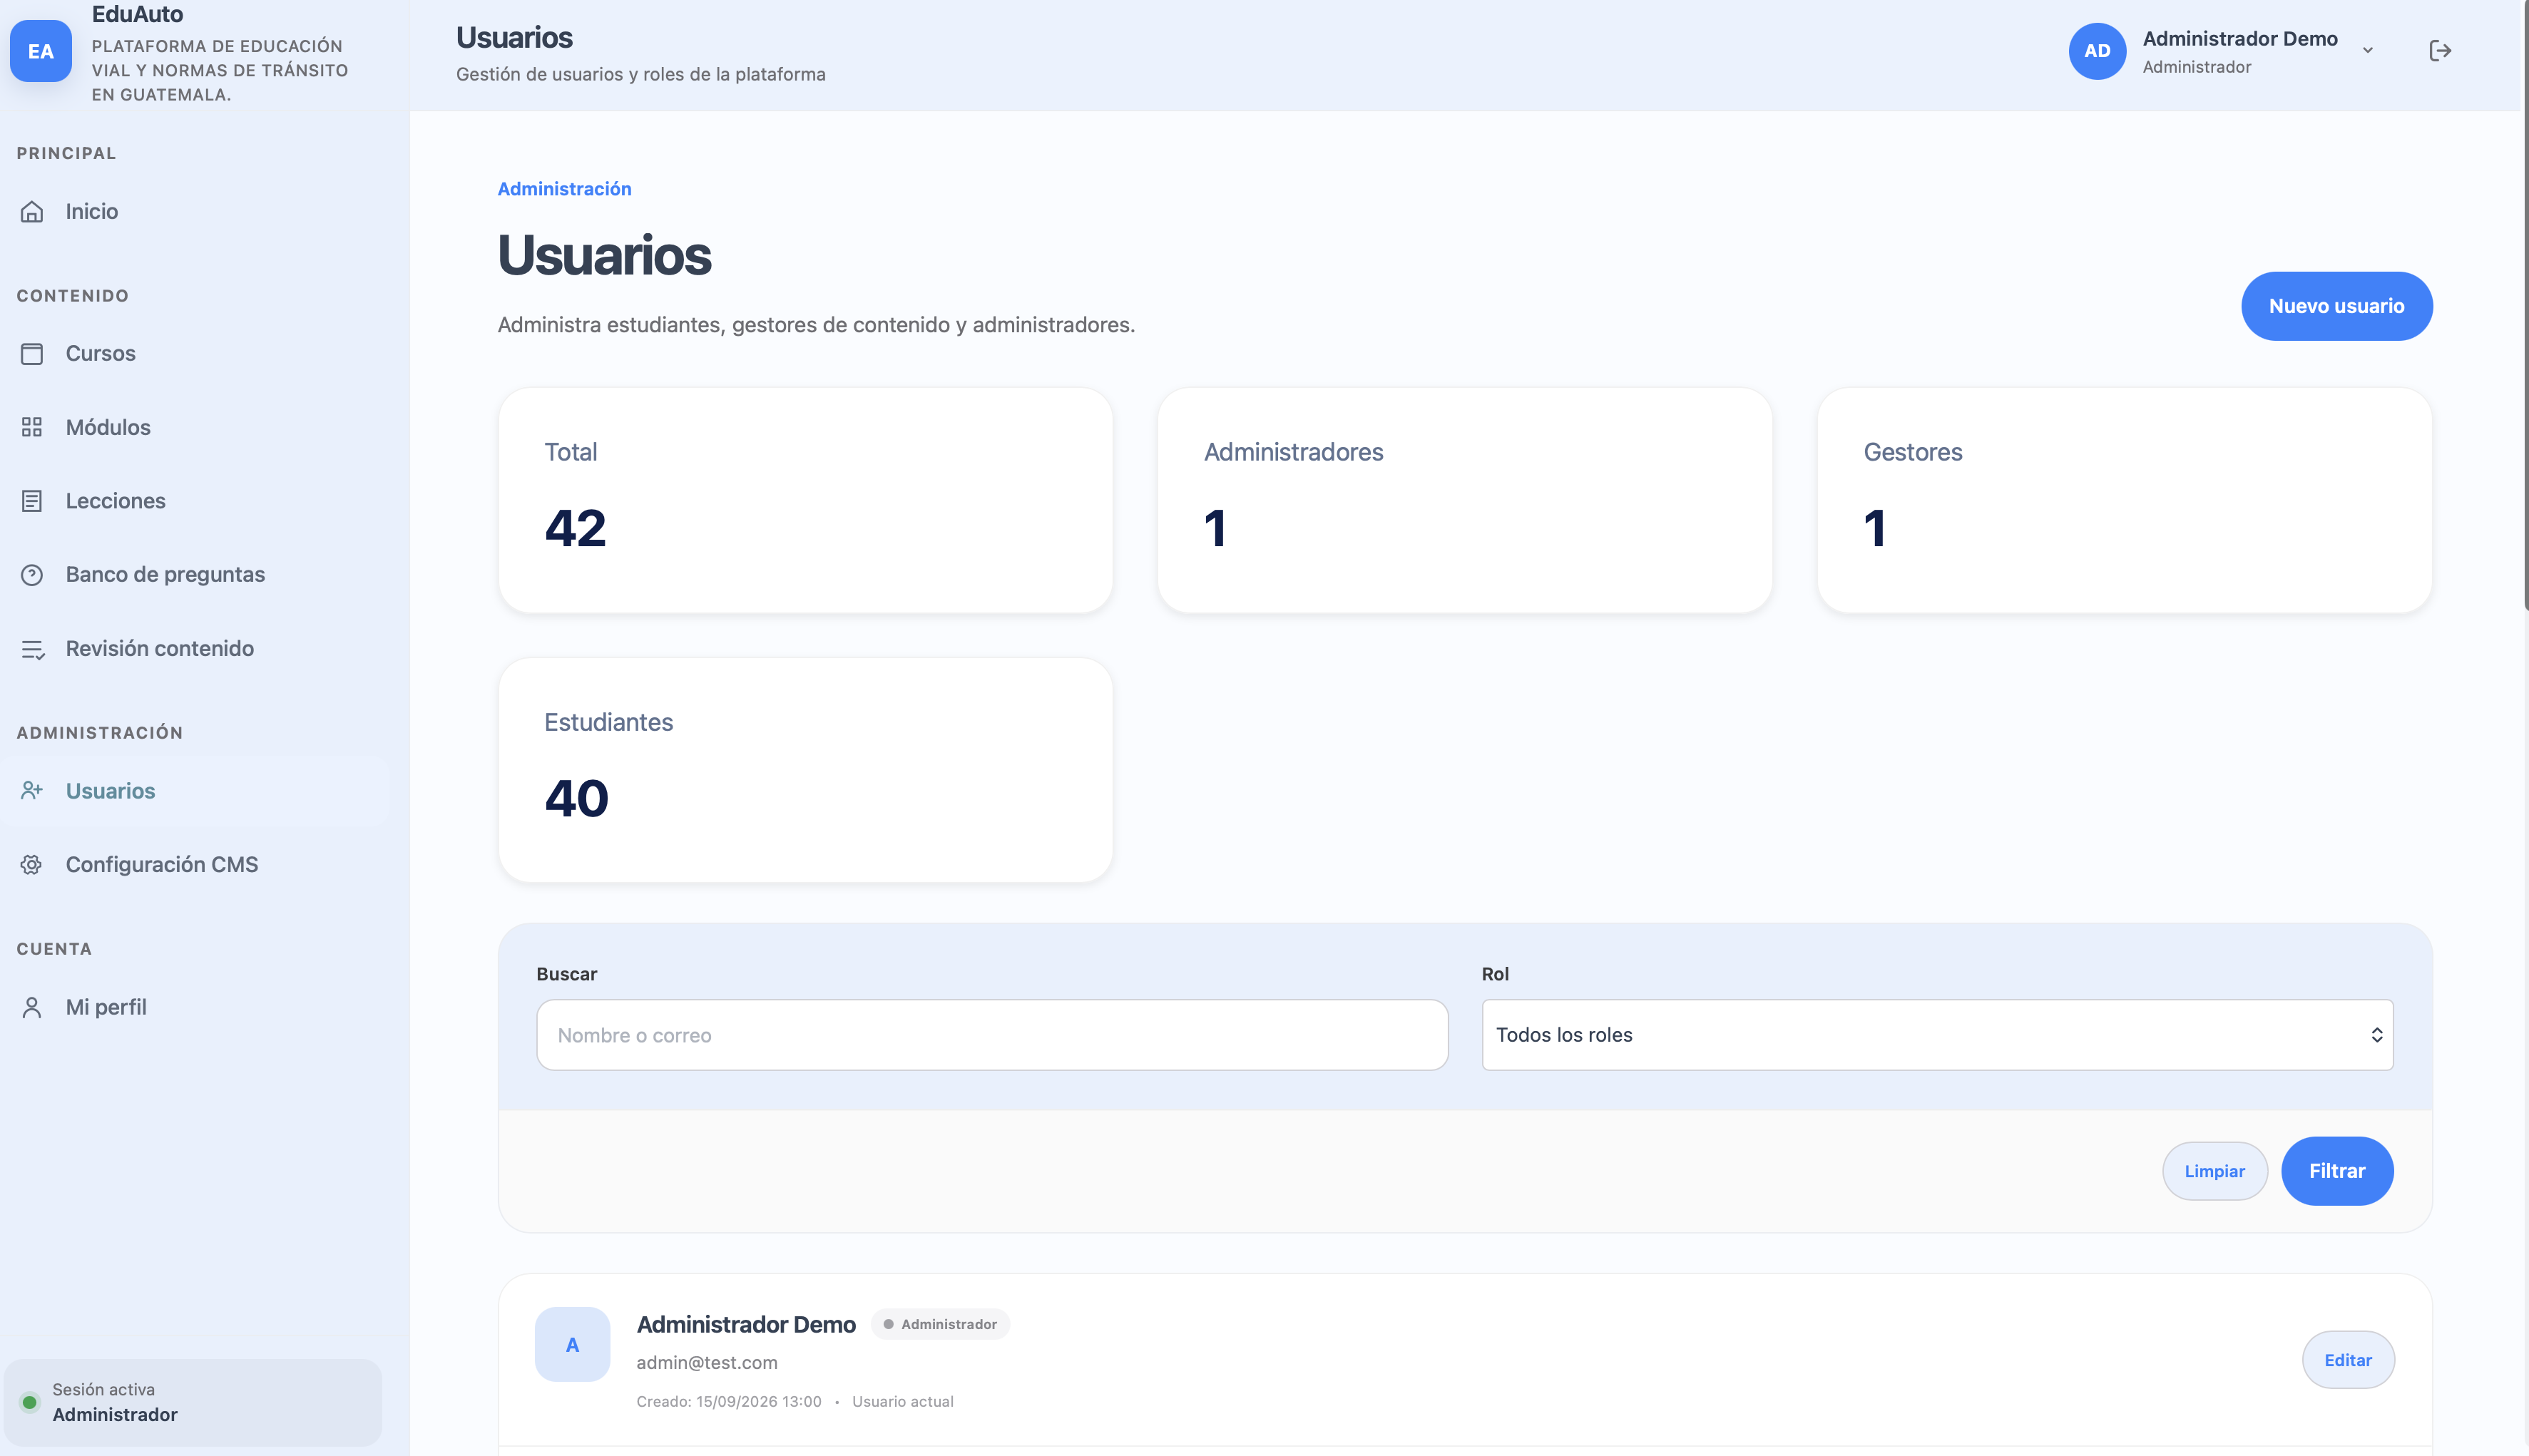 EA
EduAuto
PLATAFORMA DE EDUCACIÓN
VIAL Y NORMAS DE TRÁNSITO
EN GUATEMALA.
PRINCIPAL
Inicio
CONTENIDO
Cursos
Módulos
Lecciones
Banco de preguntas
Revisión contenido
ADMINISTRACIÓN
Usuarios
Configuración CMS
CUENTA
Mi perfil
Sesión activa
Administrador
Usuarios
Gestión de usuarios y roles de la plataforma
AD
Administrador Demo
Administrador
Administración
Usuarios
Administra estudiantes, gestores de contenido y administradores.
Nuevo usuario
Total
42
Administradores
1
Gestores
1
Estudiantes
40
Buscar
Nombre o correo
Rol
Todos los roles
Limpiar
Filtrar
A
Administrador Demo
Administrador
admin@test.com
Creado: 15/09/2026 13:00 • Usuario actual
Editar